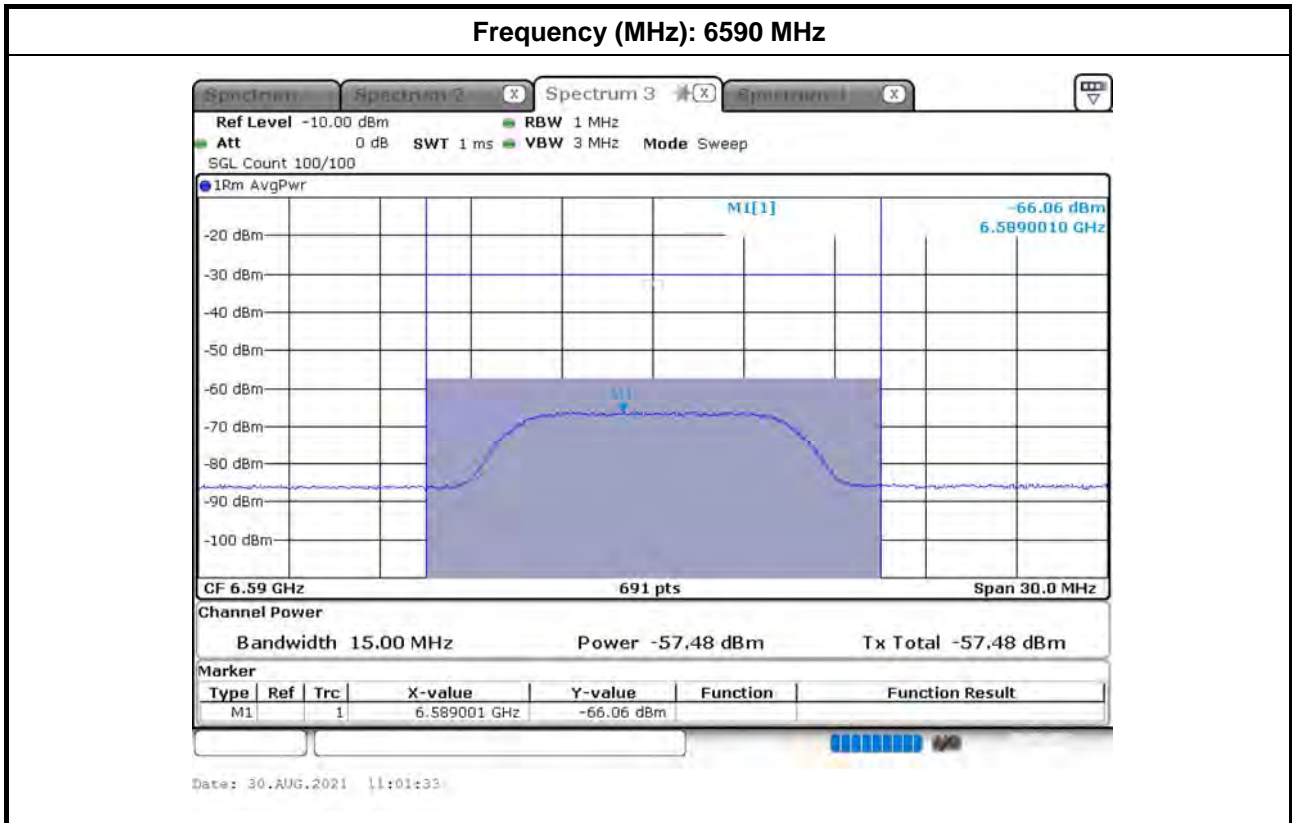 Frequency (MHz): 6590 MHz
Spectrum Spectrum 2 X Spectrum 3 X X
Ref Level -10.00 dBm RBW 1 MHz
Att 0 dB SWT 1 ms VBW 3 MHz Mode Sweep
SGL Count 100/100
1Rm AvgPwr
M1[1] -66.06 dBm
6.5890010 GHz
-20 dBm
-30 dBm
-40 dBm
-50 dBm
-60 dBm
M1
-70 dBm
-80 dBm
-90 dBm
-100 dBm
CF 6.59 GHz 691 pts Span 30.0 MHz
Channel Power
Bandwidth 15.00 MHz Power -57.48 dBm Tx Total -57.48 dBm
Marker
Type Ref Trc X-value Y-value Function Function Result
M1 1 6.589001 GHz -66.06 dBm
Date: 30.AUG.2021 11:01:33